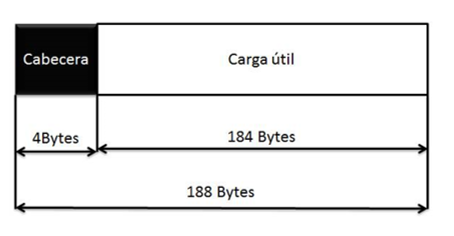 Cabecera
Carga útil
4Bytes
184 Bytes
188 Bytes